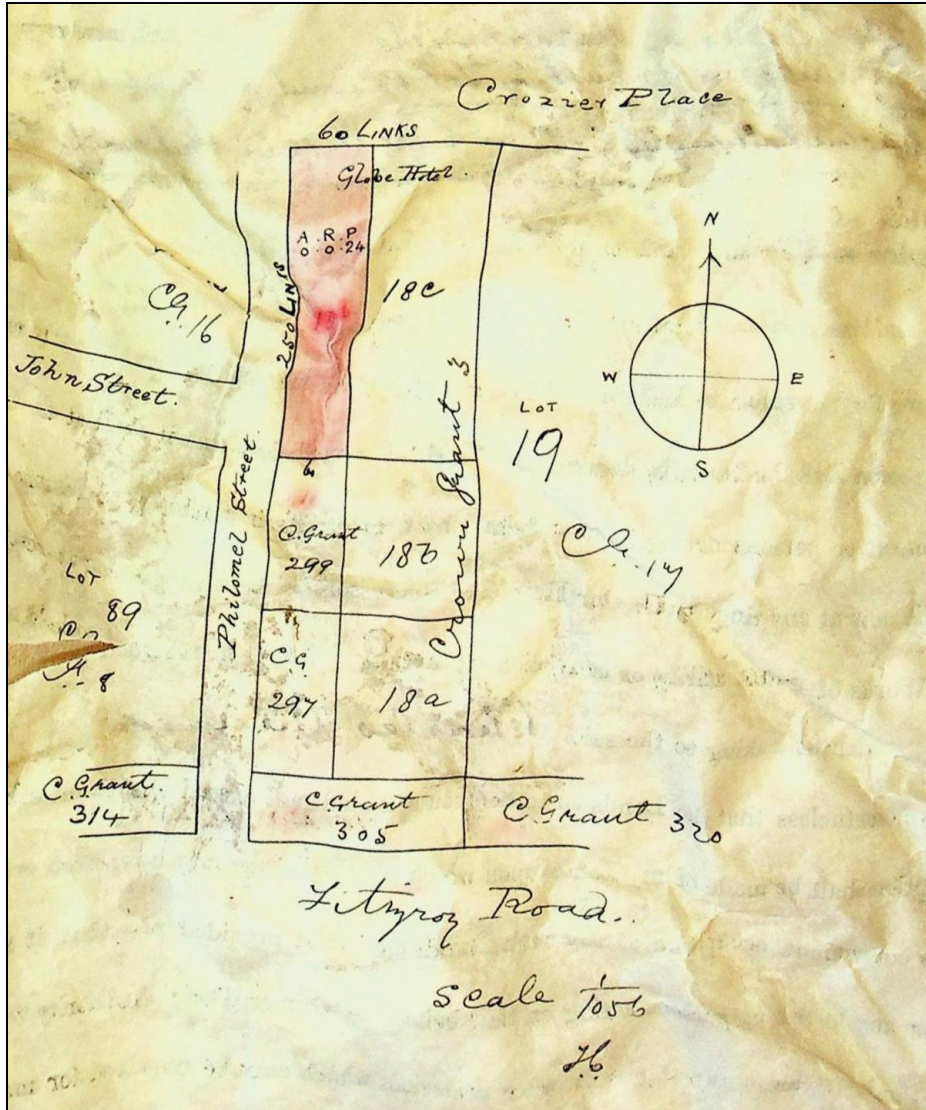 Crozier Place
60 LINKS
Globe Hotel.
A : R : P
0 : 0 : 24
250 LINKS
18c
C.G. 16
John Street.
N
W
E
S
LOT
19
Crown Grant 3
C.Grant
299
18b
C.G. 17
Philomel Street
LOT
89
8
C.G.
297
18a
C.Grant.
314
C.Grant
305
C.Grant 320
Fitzroy Road.
Scale 1/1056